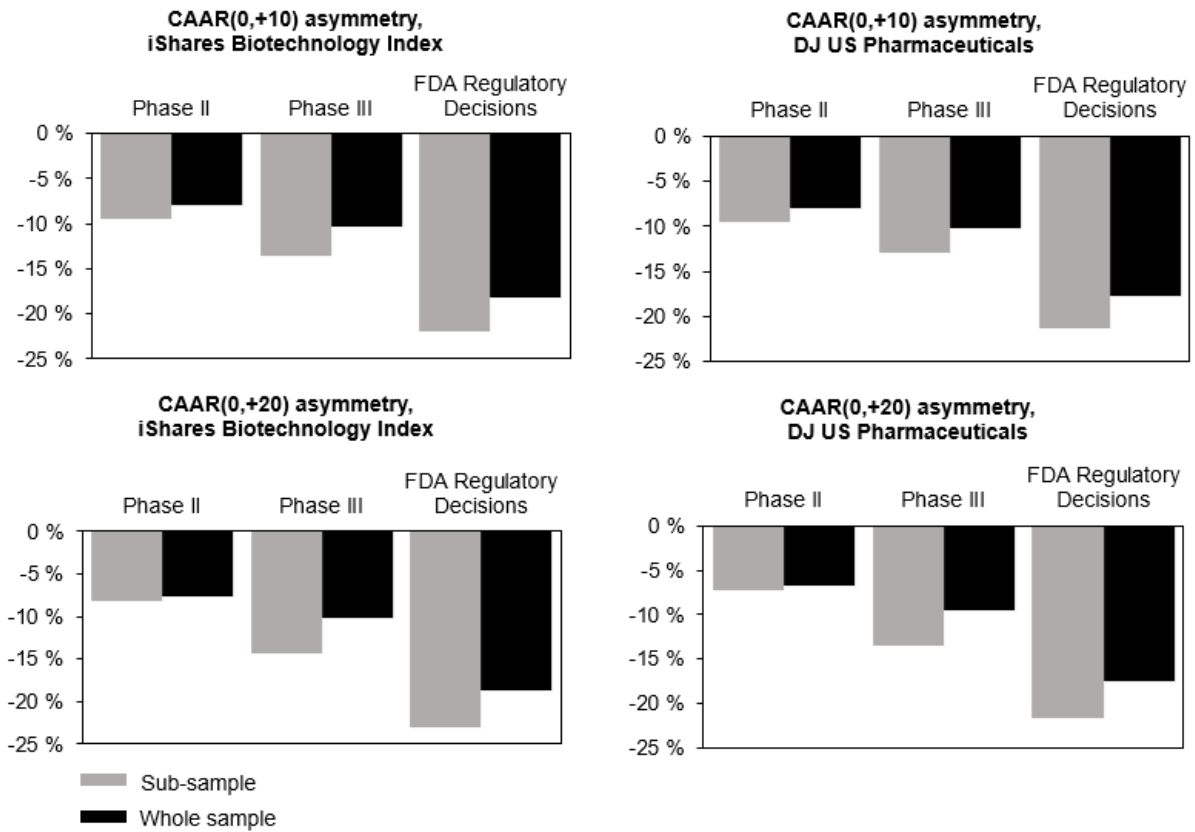 CAAR(0,+10) asymmetry,
iShares Biotechnology Index
Phase II
Phase III
FDA Regulatory
Decisions
0 %
-5 %
-10 %
-15 %
-20 %
-25 %
CAAR(0,+10) asymmetry,
DJ US Pharmaceuticals
Phase II
Phase III
FDA Regulatory
Decisions
0 %
-5 %
-10 %
-15 %
-20 %
-25 %
CAAR(0,+20) asymmetry,
iShares Biotechnology Index
Phase II
Phase III
FDA Regulatory
Decisions
0 %
-5 %
-10 %
-15 %
-20 %
-25 %
CAAR(0,+20) asymmetry,
DJ US Pharmaceuticals
Phase II
Phase III
FDA Regulatory
Decisions
0 %
-5 %
-10 %
-15 %
-20 %
-25 %
Sub-sample
Whole sample